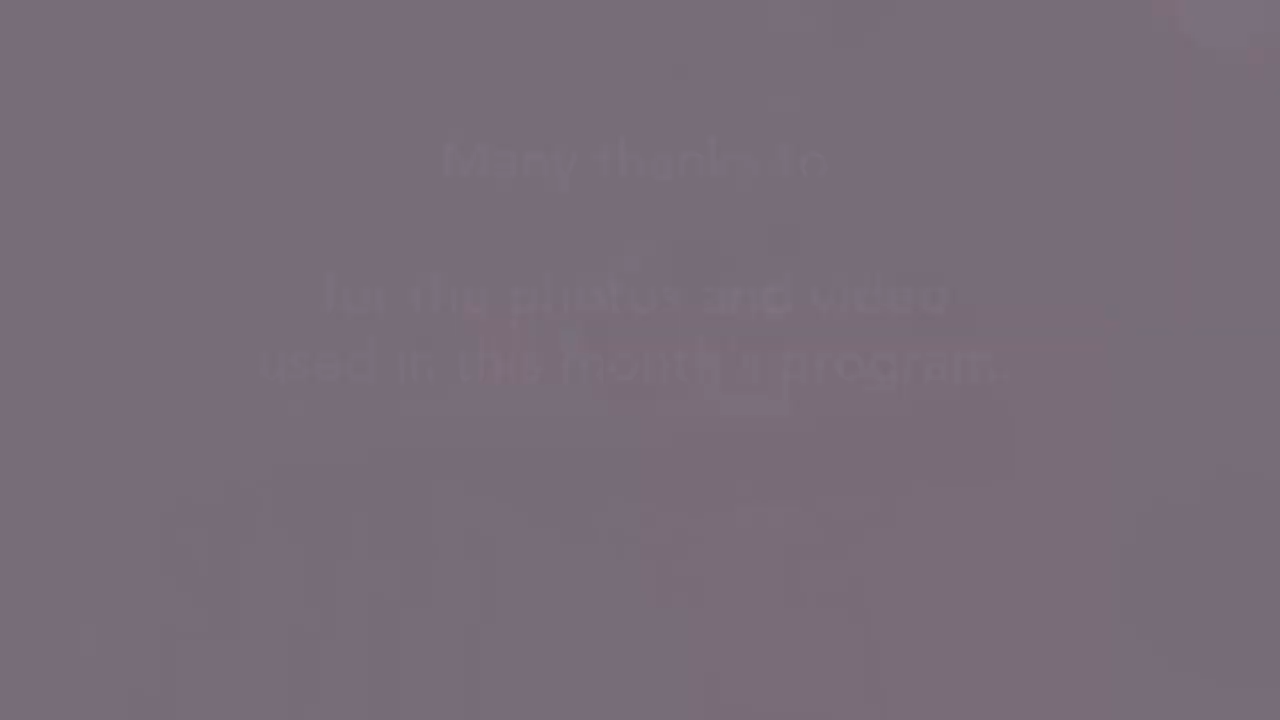 Many thanks to
for the photos and video
used in this month's program.